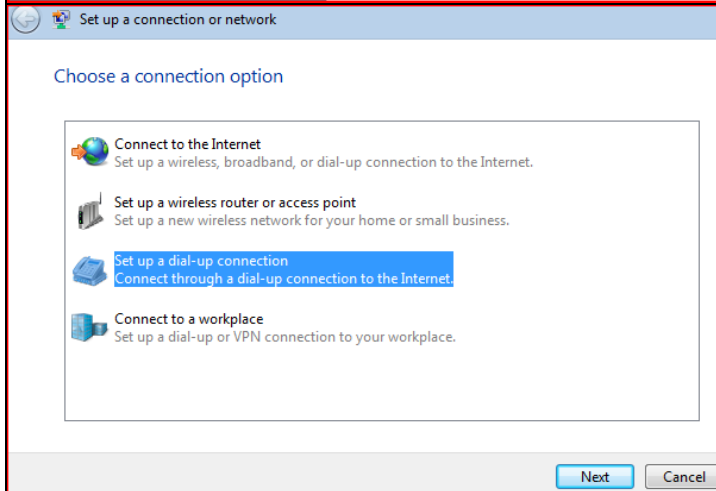 Set up a connection or network
Choose a connection option
Connect to the Internet
Set up a wireless, broadband, or dial-up connection to the Internet.
Set up a wireless router or access point
Set up a new wireless network for your home or small business.
Set up a dial-up connection
Connect through a dial-up connection to the Internet.
Connect to a workplace
Set up a dial-up or VPN connection to your workplace.
Next Cancel